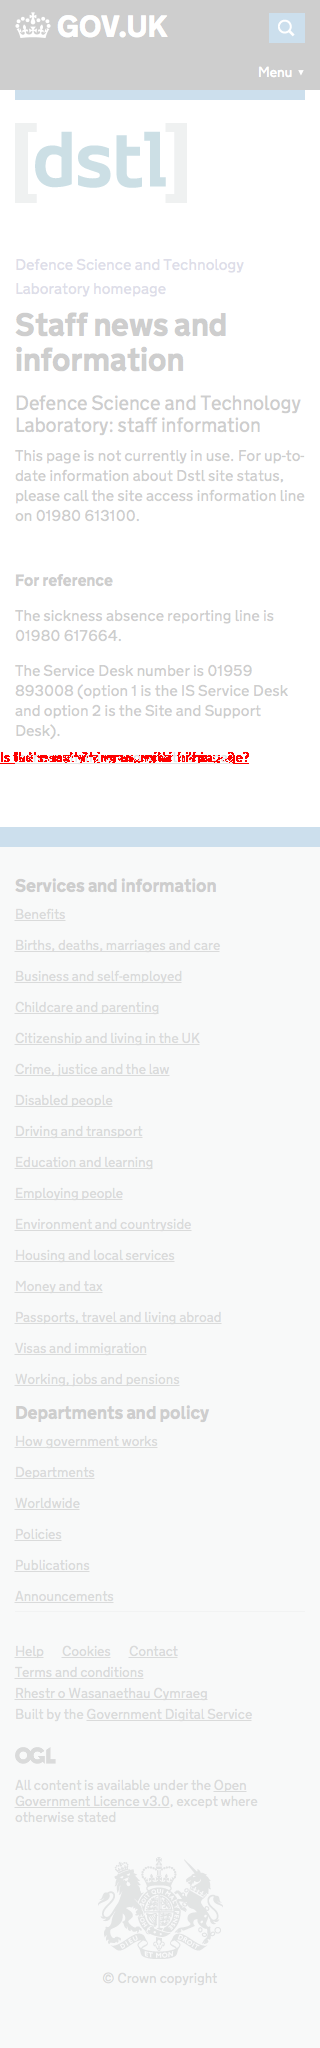 GOV.UK
Menu ▼
[dstl]
Defence Science and Technology
Laboratory homepage
Staff news and
information
Defence Science and Technology
Laboratory: staff information
This page is not currently in use. For up-to-
date information about Dstl site status,
please call the site access information line
on 01980 613100.
For reference
The sickness absence reporting line is
01980 617664.
The Service Desk number is 01959
893008 (option 1 is the IS Service Desk
and option 2 is the Site and Support
Desk).
Services and information
Benefits
Births, deaths, marriages and care
Business and self-employed
Childcare and parenting
Citizenship and living in the UK
Crime, justice and the law
Disabled people
Driving and transport
Education and learning
Employing people
Environment and countryside
Housing and local services
Money and tax
Passports, travel and living abroad
Visas and immigration
Working, jobs and pensions
Departments and policy
How government works
Departments
Worldwide
Policies
Publications
Announcements
Help Cookies Contact
Terms and conditions
Rhestr o Wasanaethau Cymraeg
Built by the Government Digital Service
OGL
All content is available under the Open
Government Licence v3.0, except where
otherwise stated
© Crown copyright